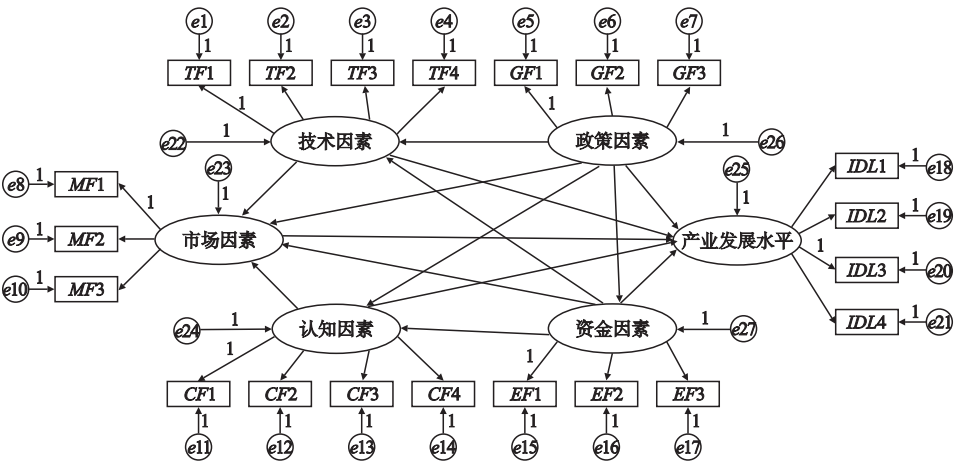 e1 e2 e3 e4 e5 e6 e7
1 1 1 1 1 1 1
TF1 TF2 TF3 TF4 GF1 GF2 GF3
1 1
e22 1 技术因素 政策因素 1 e26
e23 e25
e8 1 MF1 1 1 IDL1 1 e18
1
e9 1 MF2 市场因素 产业发展水平 IDL2 1 e19
e10 1 MF3 1 IDL3 1 e20
e24 1 认知因素 资金因素 1 e27 IDL4 1 e21
1 1
CF1 CF2 CF3 CF4 EF1 EF2 EF3
1 1 1 1 1 1 1
e11 e12 e13 e14 e15 e16 e17